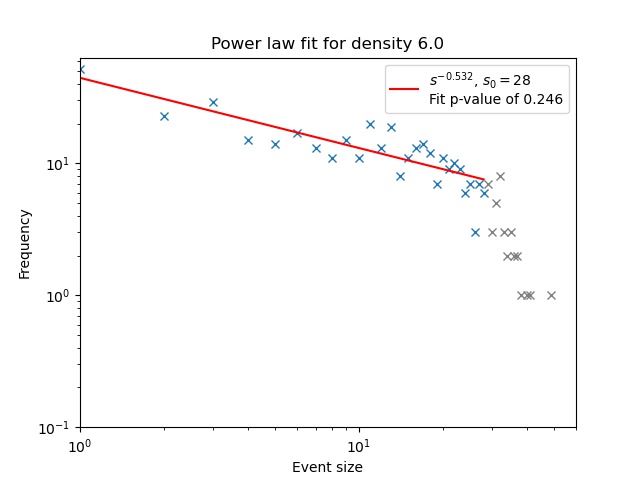 Power law fit for density 6.0
s^{-0.532}, s_0 = 28
Fit p-value of 0.246
Frequency
10^1
10^0
10^{-1}
10^0
10^1
Event size